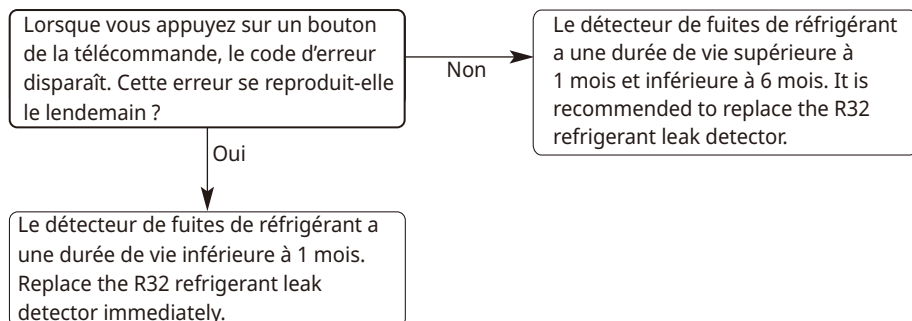 Lorsque vous appuyez sur un bouton
de la télécommande, le code d'erreur
disparaît. Cette erreur se reproduit-elle
le lendemain ?
Non
Le détecteur de fuites de réfrigérant
a une durée de vie supérieure à
1 mois et inférieure à 6 mois. It is
recommended to replace the R32
refrigerant leak detector.
Oui
Le détecteur de fuites de réfrigérant a
une durée de vie inférieure à 1 mois.
Replace the R32 refrigerant leak
detector immediately.